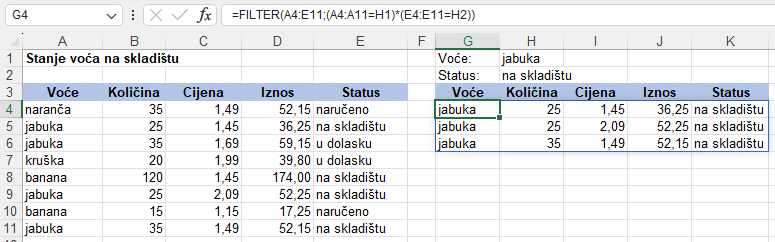 G4 fx =FILTER(A4:E11;(A4:A11=H1)*(E4:E11=H2))
A B C D E F G H I J K
1 Stanje voća na skladištu Voće: jabuka
2 Status: na skladištu
3 Voće Količina Cijena Iznos Status Voće Količina Cijena Iznos Status
4 naranča 35 1,49 52,15 naručeno jabuka 25 1,45 36,25 na skladištu
5 jabuka 25 1,45 36,25 na skladištu jabuka 25 2,09 52,25 na skladištu
6 jabuka 35 1,69 59,15 u dolasku jabuka 35 1,49 52,15 na skladištu
7 kruška 20 1,99 39,80 u dolasku
8 banana 120 1,45 174,00 na skladištu
9 jabuka 25 2,09 52,25 na skladištu
10 banana 15 1,15 17,25 naručeno
11 jabuka 35 1,49 52,15 na skladištu